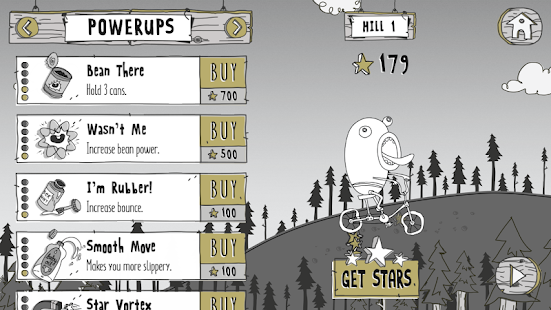 POWERUPS
HILL 1
179
Bean There
Hold 3 cans.
BUY
700
Wasn't Me
Increase bean power.
BUY
500
I'm Rubber!
Increase bounce.
BUY
100
Smooth Move
Makes you more slippery.
BUY
100
Star Vortex
BUY
GET STARS